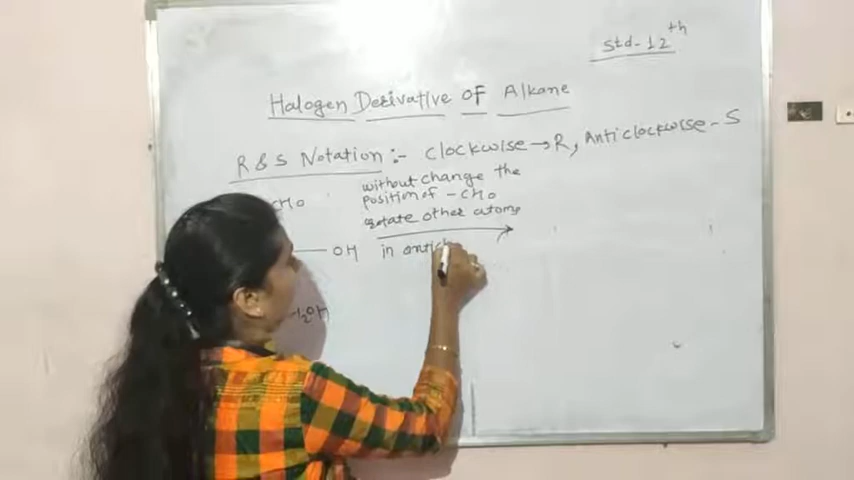 Std-12th
Halogen Derivative of Alkane
R & S Notation :- Clockwise → R, Anticlockwise - S
CHO
without change the
position of - CHO
rotate other atoms
OH
in antic